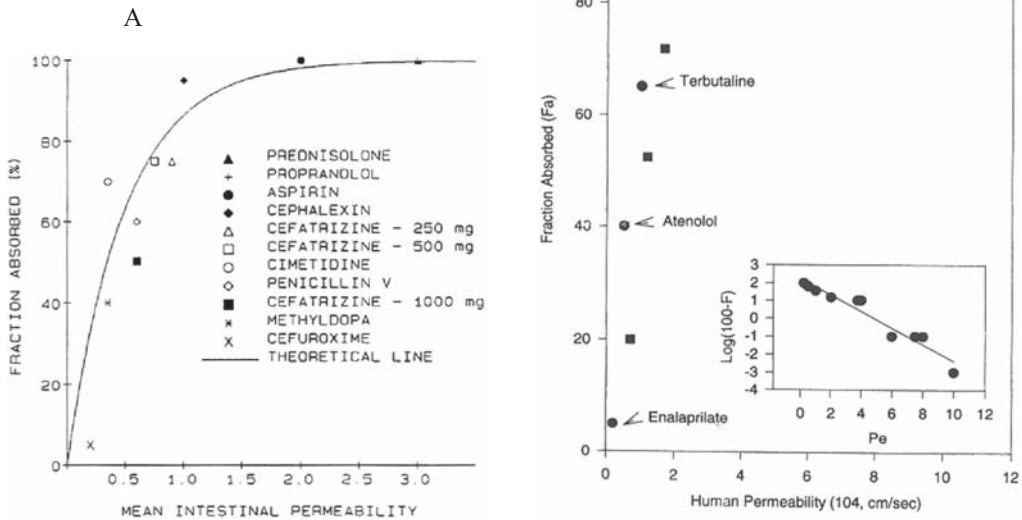 A
100
80
60
40
20
0
FRACTION ABSORBED (%)
0.5 1.0 1.5 2.0 2.5 3.0
MEAN INTESTINAL PERMEABILITY
PREDNISOLONE
PROPRANOLOL
ASPIRIN
CEPHALEXIN
CEFATRIZINE - 250 mg
CEFATRIZINE - 500 mg
CIMETIDINE
PENICILLIN V
CEFATRIZINE - 1000 mg
METHYLDOPA
CEFUROXIME
THEORETICAL LINE
80
60
40
20
0
Fraction Absorbed (Fa)
Terbutaline
Atenolol
Enalaprilate
0 2 4 6 8 10 12
Human Permeability (104, cm/sec)
3
2
1
0
-1
-2
-3
-4
Log(100-F)
0 2 4 6 8 10 12
Pe